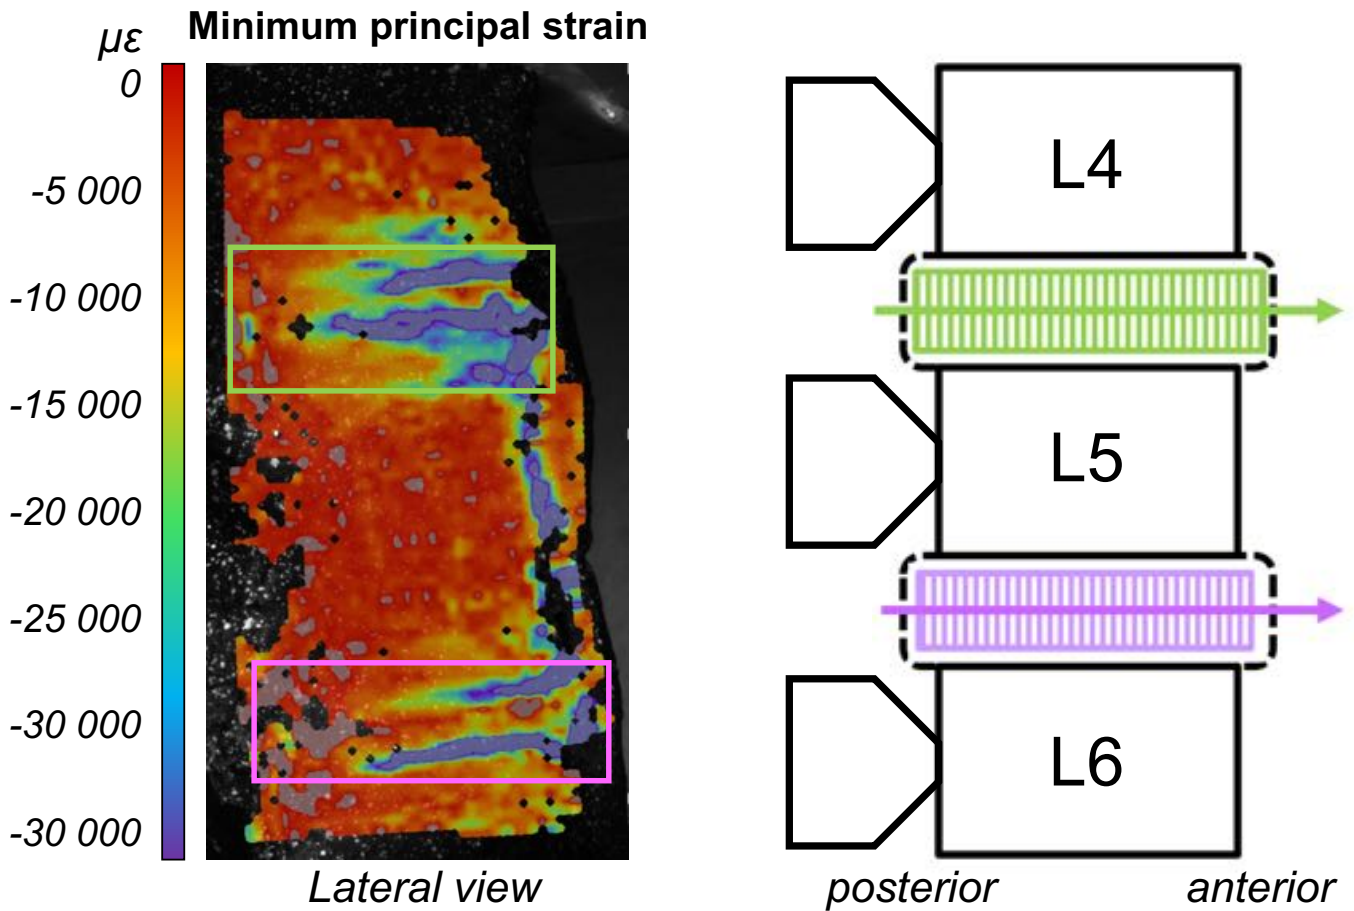 Minimum principal strain
με
0
-5 000
-10 000
-15 000
-20 000
-25 000
-30 000
-30 000
Lateral view
L4
L5
L6
posterior
anterior